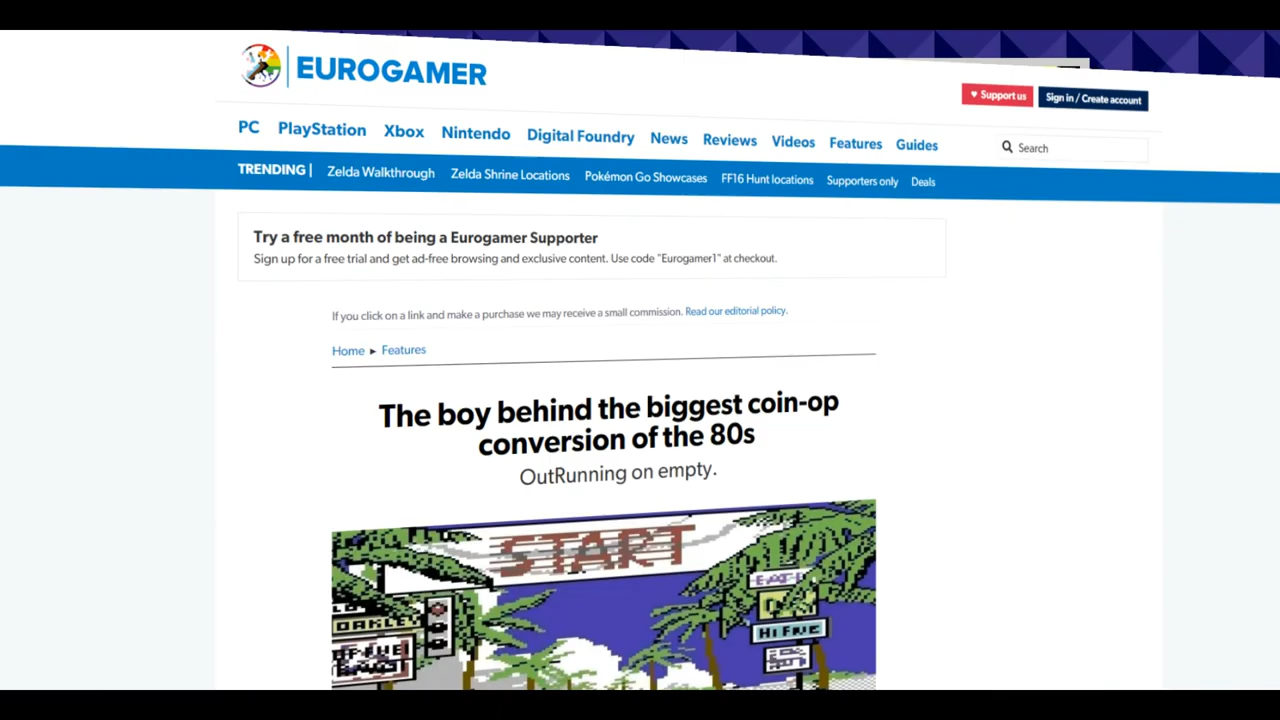 EUROGAMER
♥ Support us
Sign in / Create account
PC PlayStation Xbox Nintendo Digital Foundry News Reviews Videos Features Guides
Search
TRENDING | Zelda Walkthrough Zelda Shrine Locations Pokémon Go Showcases FF16 Hunt locations Supporters only Deals
Try a free month of being a Eurogamer Supporter
Sign up for a free trial and get ad-free browsing and exclusive content. Use code "Eurogamer1" at checkout.
If you click on a link and make a purchase we may receive a small commission. Read our editorial policy.
Home ▸ Features
The boy behind the biggest coin-op
conversion of the 80s
OutRunning on empty.
START